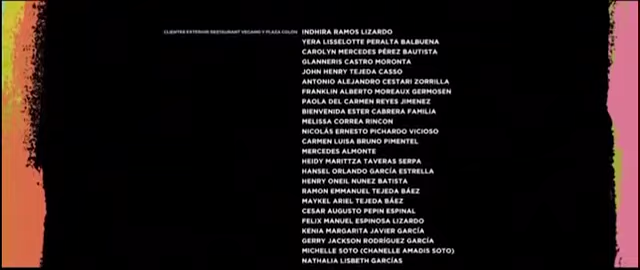 CLIENTES EXTERIOR RESTAURANT VEGANO Y PLAZA COLÓN INDHIRA RAMOS LIZARDO
YERA LISSELOTTE PERALTA BALBUENA
CAROLYN MERCEDES PÉREZ BAUTISTA
GLANNERIS CASTRO MORONTA
JOHN HENRY TEJEDA CASSO
ANTONIO ALEJANDRO CESTARI ZORRILLA
FRANKLIN ALBERTO MOREAUX GERMOSEN
PAOLA DEL CARMEN REYES JIMENEZ
BIENVENIDA ESTER CABRERA FAMILIA
MELISSA CORREA RINCON
NICOLÁS ERNESTO PICHARDO VICIOSO
CARMEN LUISA BRUNO PIMENTEL
MERCEDES ALMONTE
HEIDY MARITTZA TAVERAS SERPA
HANSEL ORLANDO GARCÍA ESTRELLA
HENRY ONEIL NUNEZ BATISTA
RAMON EMMANUEL TEJEDA BÁEZ
MAYKEL ARIEL TEJEDA BÁEZ
CESAR AUGUSTO PEPIN ESPINAL
FELIX MANUEL ESPINOSA LIZARDO
KENIA MARGARITA JAVIER GARCÍA
GERRY JACKSON RODRÍGUEZ GARCÍA
MICHELLE SOTO (CHANELLE AMADIS SOTO)
NATHALIA LISBETH GARCÍAS